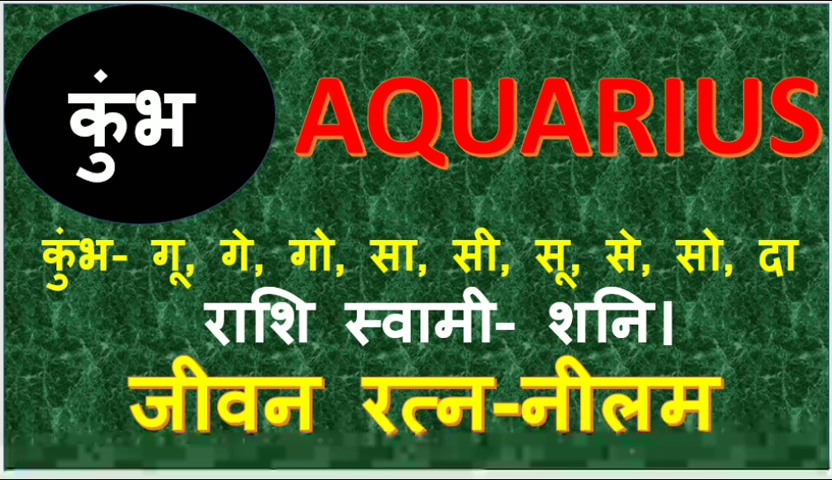 कुंभ
AQUARIUS
कुंभ- गू, गे, गो, सा, सी, सू, से, सो, दा
राशि स्वामी- शनि।
जीवन रत्न-नीलम